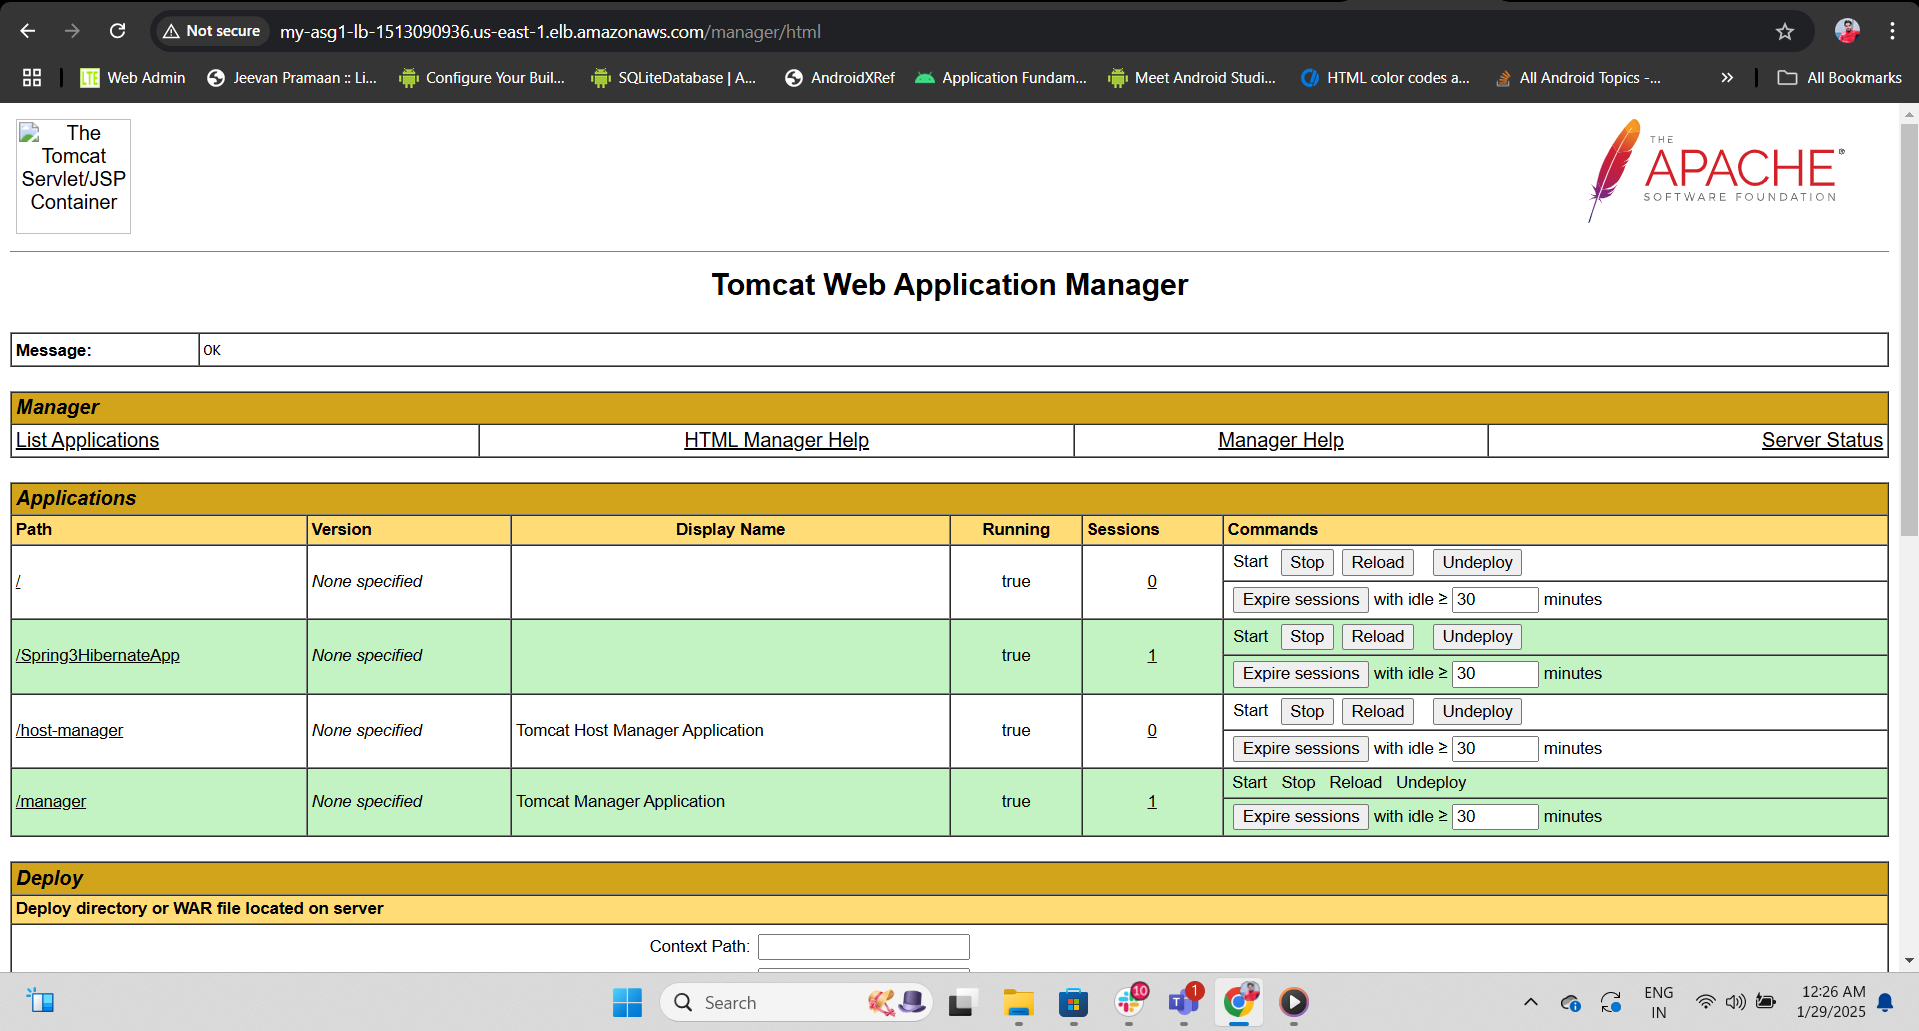 Not secure my-asg1-lb-1513090936.us-east-1.elb.amazonaws.com/manager/html
LTE Web Admin Jeevan Pramaan :: Li... Configure Your Buil... SQLiteDatabase | A... AndroidXRef Application Fundam... Meet Android Studi... HTML color codes a... All Android Topics -... » All Bookmarks
The
Tomcat
Servlet/JSP
Container
THE
APACHE®
SOFTWARE FOUNDATION
Tomcat Web Application Manager
Message: OK
Manager
List Applications HTML Manager Help Manager Help Server Status
Applications
Path Version Display Name Running Sessions Commands
/ None specified true 0 Start Stop Reload Undeploy
Expire sessions with idle ≥ 30 minutes
/Spring3HibernateApp None specified true 1 Start Stop Reload Undeploy
Expire sessions with idle ≥ 30 minutes
/host-manager None specified Tomcat Host Manager Application true 0 Start Stop Reload Undeploy
Expire sessions with idle ≥ 30 minutes
/manager None specified Tomcat Manager Application true 1 Start Stop Reload Undeploy
Expire sessions with idle ≥ 30 minutes
Deploy
Deploy directory or WAR file located on server
Context Path:
Search 10 T 1 ENG
IN 12:26 AM
1/29/2025